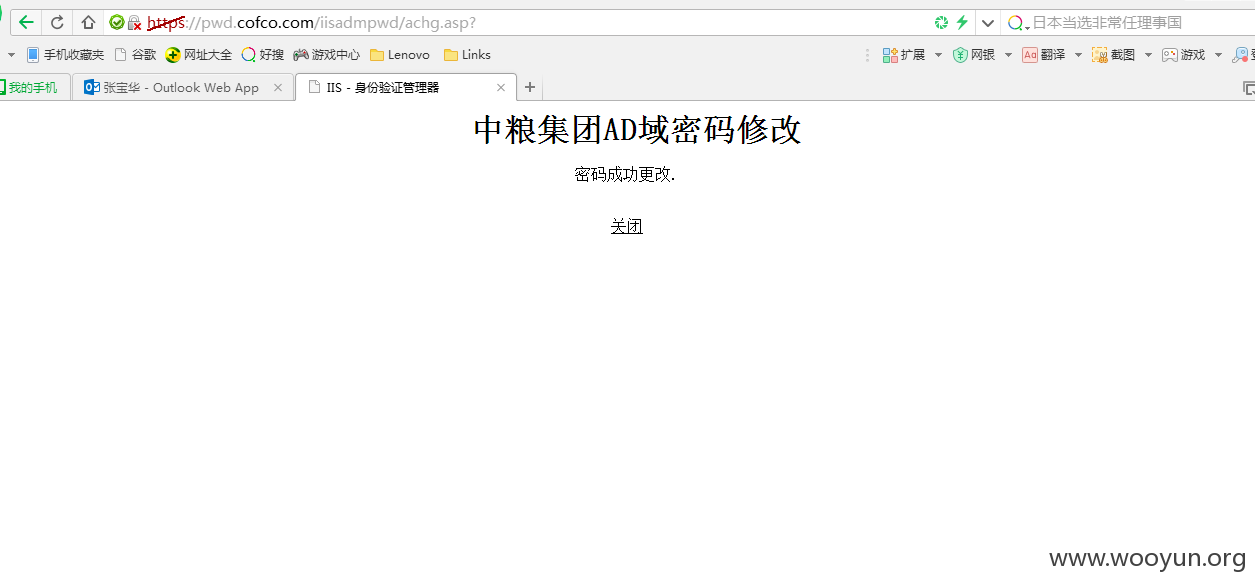 https://pwd.cofco.com/iisadmpwd/achg.asp? 日本当选非常任理事国
手机收藏夹 谷歌 网址大全 好搜 游戏中心 Lenovo Links 扩展 网银 Aa 翻译 截图 游戏
我的手机 张宝华 - Outlook Web App IIS - 身份验证管理器
中粮集团AD域密码修改
密码成功更改.
关闭
www.wooyun.org